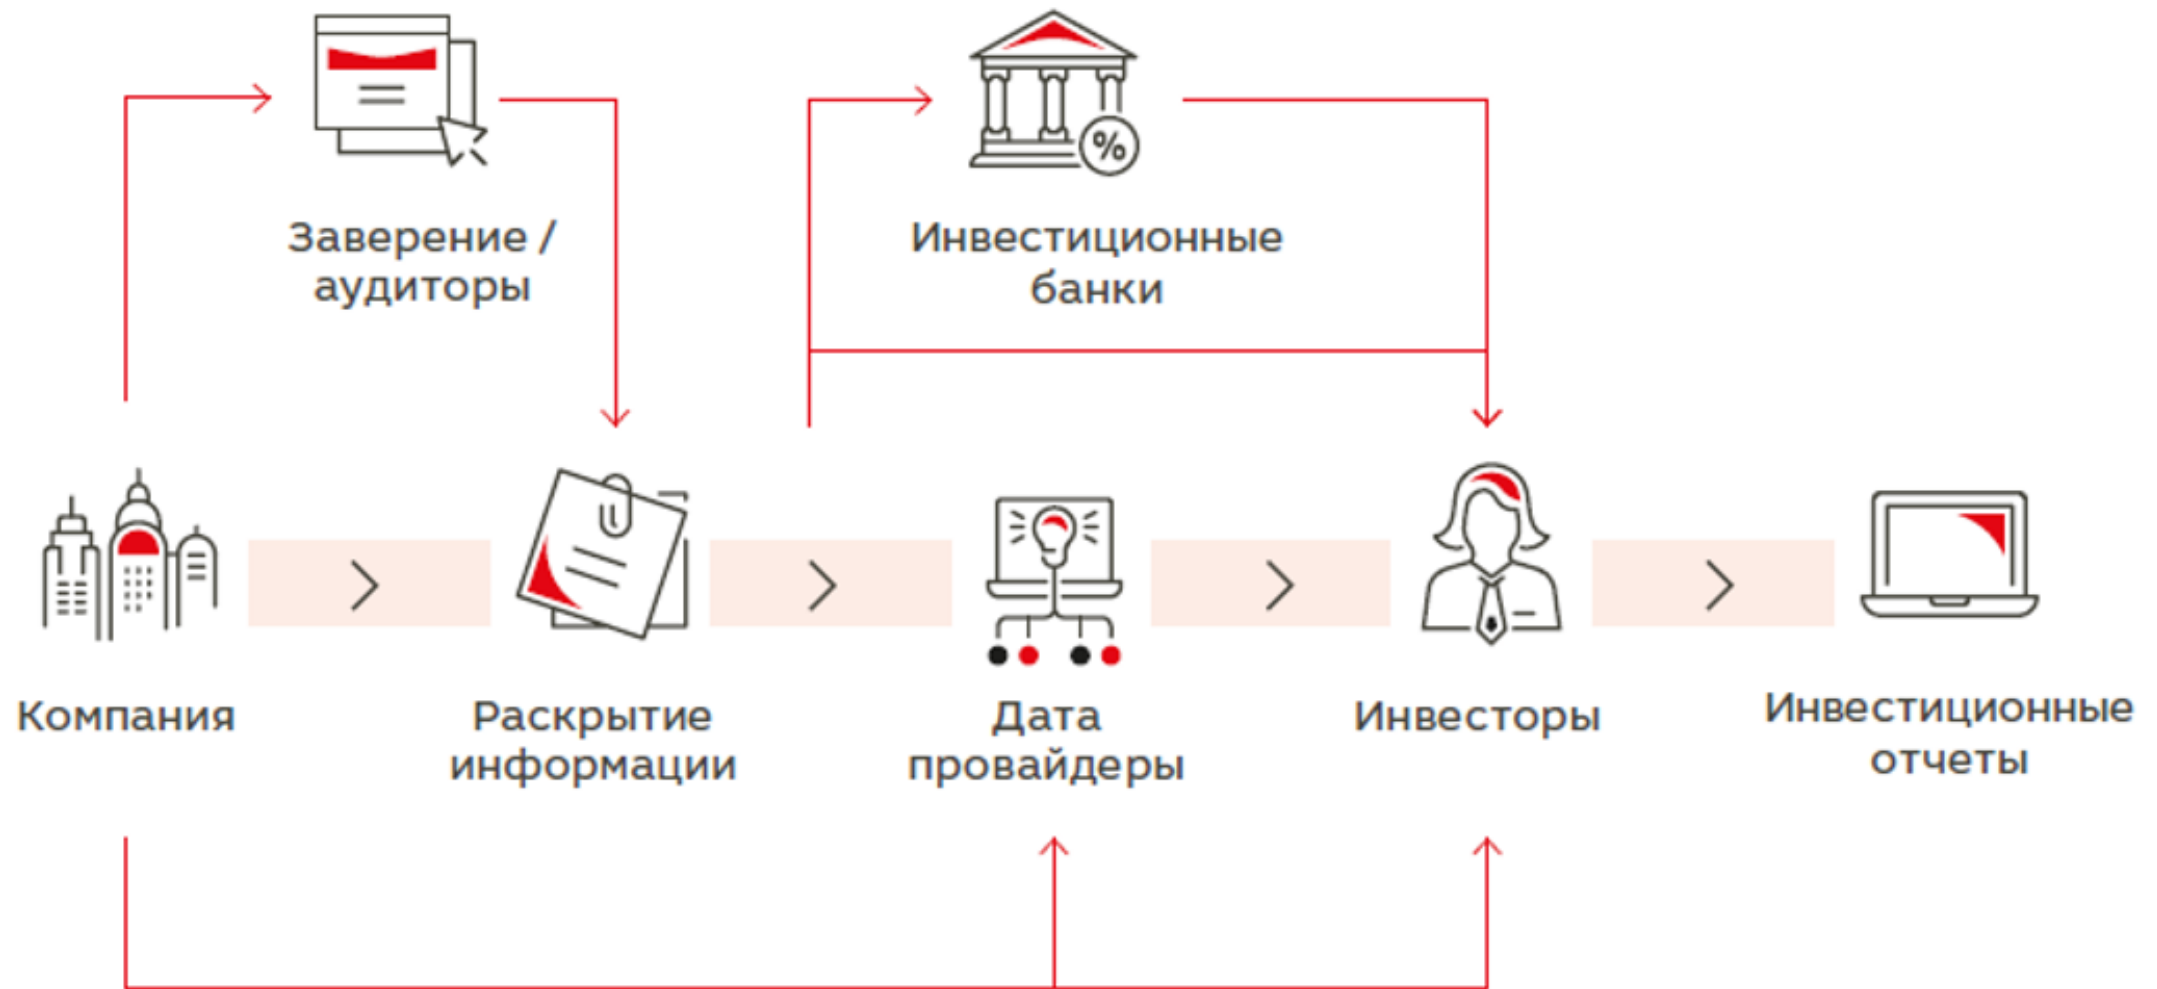 Заверение /
аудиторы
Инвестиционные
банки
%
Компания
Раскрытие
информации
Дата
провайдеры
Инвесторы
Инвестиционные
отчеты